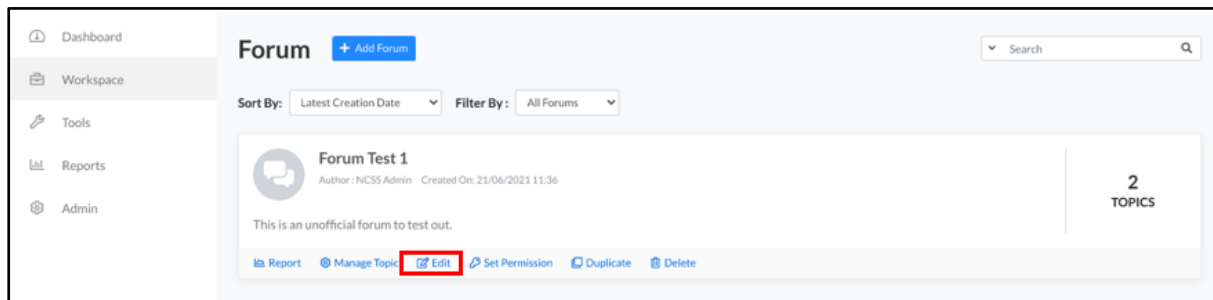 Dashboard
Workspace
Tools
Reports
Admin
Forum + Add Forum
Search
Sort By: Latest Creation Date Filter By : All Forums
Forum Test 1
Author : NCSS Admin Created On: 21/06/2021 11:36
2
TOPICS
This is an unofficial forum to test out.
Report Manage Topic Edit Set Permission Duplicate Delete